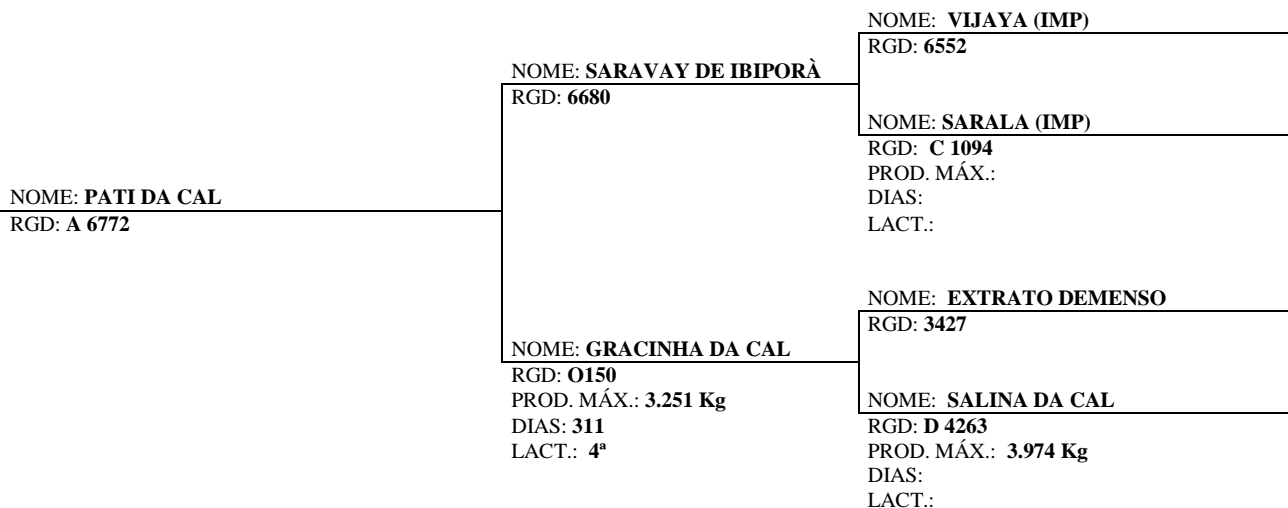 NOME: VIJAYA (IMP)
RGD: 6552
NOME: SARAVAY DE IBIPORÀ
RGD: 6680
NOME: SARALA (IMP)
RGD: C 1094
PROD. MÁX.:
DIAS:
LACT.:
NOME: PATI DA CAL
RGD: A 6772
NOME: EXTRATO DEMENSO
RGD: 3427
NOME: GRACINHA DA CAL
RGD: O150
PROD. MÁX.: 3.251 Kg
DIAS: 311
LACT.: 4ª
NOME: SALINA DA CAL
RGD: D 4263
PROD. MÁX.: 3.974 Kg
DIAS:
LACT.: